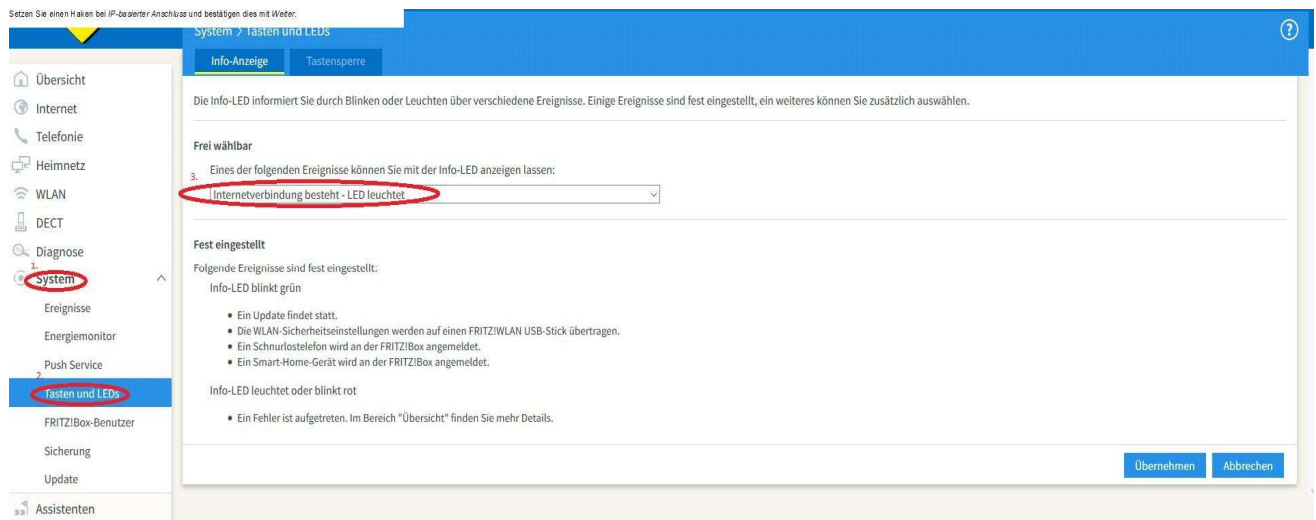 Setzen Sie einen Haken bei IP-basierter Anschluss und bestätigen dies mit Weiter.
System > Tasten und LEDs
?
Info-Anzeige
Tastensperre
Übersicht
Internet
Telefonie
Heimnetz
WLAN
DECT
Diagnose
1.
System
Ereignisse
Energiemonitor
Push Service
2.
Tasten und LEDs
FRITZ!Box-Benutzer
Sicherung
Update
Assistenten
Die Info-LED informiert Sie durch Blinken oder Leuchten über verschiedene Ereignisse. Einige Ereignisse sind fest eingestellt, ein weiteres können Sie zusätzlich auswählen.
Frei wählbar
Eines der folgenden Ereignisse können Sie mit der Info-LED anzeigen lassen:
3.
Internetverbindung besteht - LED leuchtet
Fest eingestellt
Folgende Ereignisse sind fest eingestellt.
Info-LED blinkt grün
• Ein Update findet statt.
• Die WLAN-Sicherheitseinstellungen werden auf einen FRITZ!WLAN USB-Stick übertragen.
• Ein Schnurlostelefon wird an der FRITZ!Box angemeldet.
• Ein Smart-Home-Gerät wird an der FRITZ!Box angemeldet.
Info-LED leuchtet oder blinkt rot
• Ein Fehler ist aufgetreten. Im Bereich "Übersicht" finden Sie mehr Details.
Übernehmen
Abbrechen